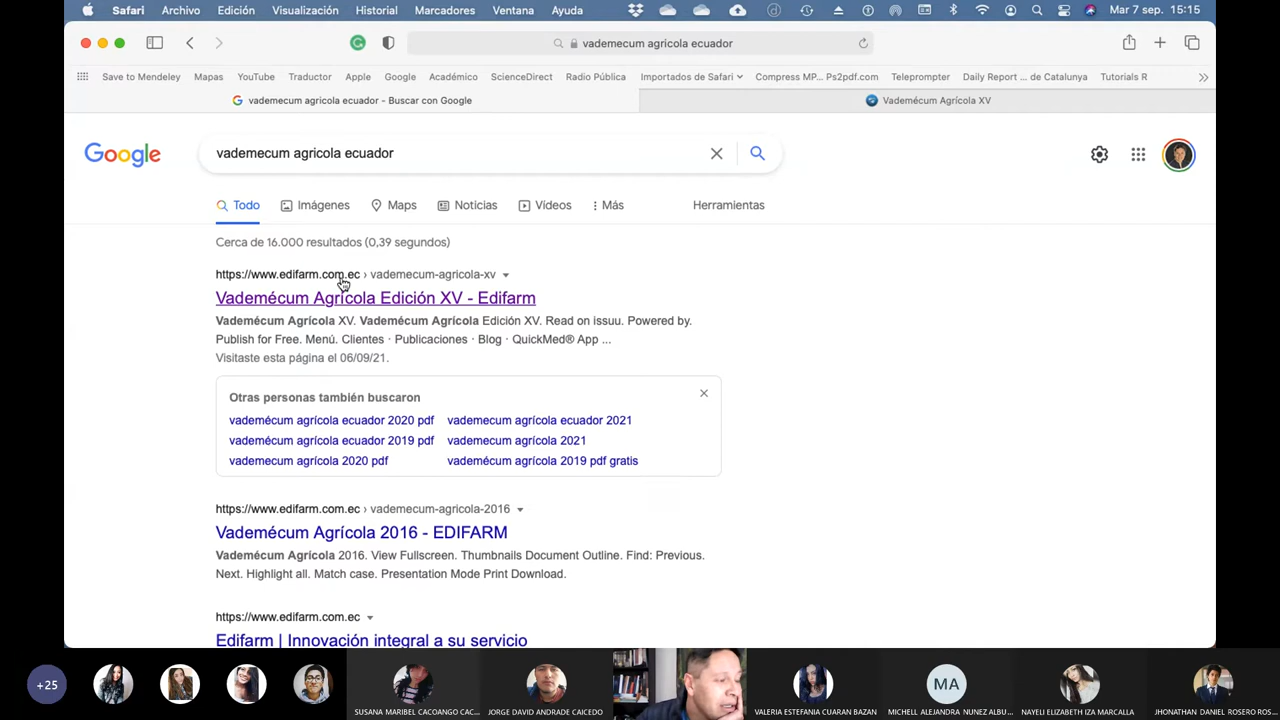 Safari Archivo Edición Visualización Historial Marcadores Ventana Ayuda Mar 7 sep. 15:15
vademecum agricola ecuador
Save to Mendeley Mapas YouTube Traductor Apple Google Académico ScienceDirect Radio Pública Importados de Safari Compress MP... Ps2pdf.com Teleprompter Daily Report ... de Catalunya Tutorials R
vademecum agricola ecuador - Buscar con Google Vademécum Agrícola XV
Google vademecum agricola ecuador
Todo Imágenes Maps Noticias Vídeos Más Herramientas
Cerca de 16.000 resultados (0,39 segundos)
https://www.edifarm.com.ec › vademecum-agricola-xv
Vademécum Agrícola Edición XV - Edifarm
Vademécum Agrícola XV. Vademécum Agrícola Edición XV. Read on issuu. Powered by.
Publish for Free. Menú. Clientes · Publicaciones · Blog · QuickMed® App ...
Visitaste esta página el 06/09/21.
Otras personas también buscaron
vademécum agrícola ecuador 2020 pdf vademecum agrícola ecuador 2021
vademécum agrícola ecuador 2019 pdf vademecum agrícola 2021
vademecum agrícola 2020 pdf vademécum agrícola 2019 pdf gratis
https://www.edifarm.com.ec › vademecum-agricola-2016
Vademécum Agrícola 2016 - EDIFARM
Vademécum Agrícola 2016. View Fullscreen. Thumbnails Document Outline. Find: Previous.
Next. Highlight all. Match case. Presentation Mode Print Download.
https://www.edifarm.com.ec
Edifarm | Innovación integral a su servicio
+25 MA
SUSANA MARIBEL CACOANGO CAC... JORGE DAVID ANDRADE CAICEDO VALERIA ESTEFANIA CUARAN BAZAN MICHELL ALEJANDRA NUNEZ ALBU... NAYELI ELIZABETH IZA MARCALLA JHONATHAN DANIEL ROSERO ROS...